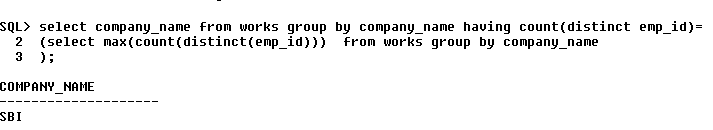 SQL> select company_name from works group by company_name having count(distinct emp_id)=
2 (select max(count(distinct(emp_id))) from works group by company_name
3 );
COMPANY_NAME
--------------------
SBI